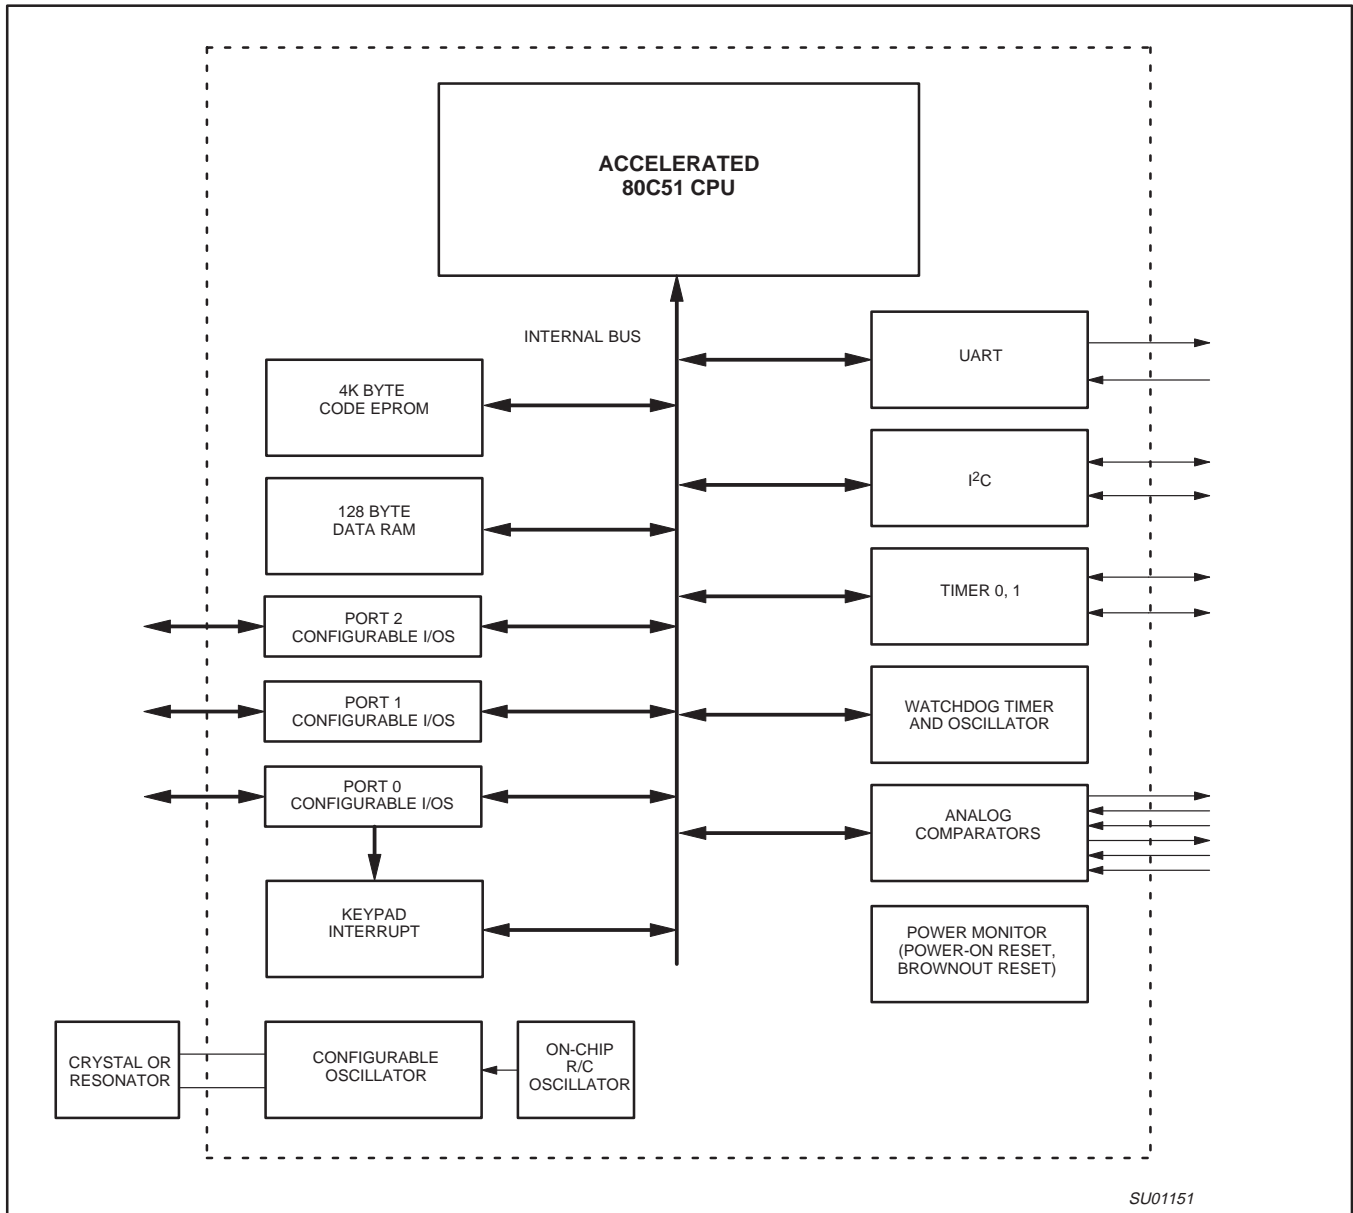 ACCELERATED
80C51 CPU
INTERNAL BUS
UART
4K BYTE
CODE EPROM
I²C
128 BYTE
DATA RAM
TIMER 0, 1
PORT 2
CONFIGURABLE I/OS
PORT 1
CONFIGURABLE I/OS
WATCHDOG TIMER
AND OSCILLATOR
PORT 0
CONFIGURABLE I/OS
ANALOG
COMPARATORS
KEYPAD
INTERRUPT
POWER MONITOR
(POWER-ON RESET,
BROWNOUT RESET)
CRYSTAL OR
RESONATOR
CONFIGURABLE
OSCILLATOR
ON-CHIP
R/C
OSCILLATOR
SU01151